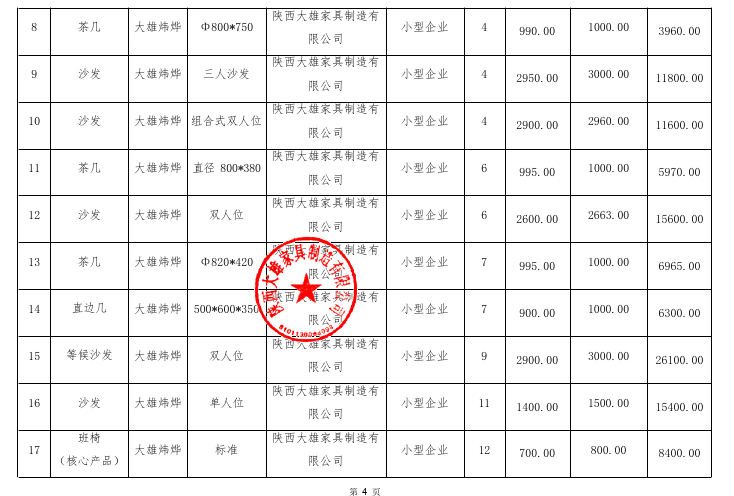 8 茶几 大雄炜烨 Φ800*750 陕西大雄家具制造有限公司 小型企业 4 990.00 1000.00 3960.00
9 沙发 大雄炜烨 三人沙发 陕西大雄家具制造有限公司 小型企业 4 2950.00 3000.00 11800.00
10 沙发 大雄炜烨 组合式双人位 陕西大雄家具制造有限公司 小型企业 4 2900.00 2960.00 11600.00
11 茶几 大雄炜烨 直径 800*380 陕西大雄家具制造有限公司 小型企业 6 995.00 1000.00 5970.00
12 沙发 大雄炜烨 双人位 陕西大雄家具制造有限公司 小型企业 6 2600.00 2663.00 15600.00
13 茶几 大雄炜烨 Φ820*420 陕西大雄家具制造有限公司 小型企业 7 995.00 1000.00 6965.00
14 直边几 大雄炜烨 500*600*350 陕西大雄家具制造有限公司 小型企业 7 900.00 1000.00 6300.00
15 等候沙发 大雄炜烨 双人位 陕西大雄家具制造有限公司 小型企业 9 2900.00 3000.00 26100.00
16 沙发 大雄炜烨 单人位 陕西大雄家具制造有限公司 小型企业 11 1400.00 1500.00 15400.00
17 班椅（核心产品） 大雄炜烨 标准 陕西大雄家具制造有限公司 小型企业 12 700.00 800.00 8400.00
陕西大雄家具制造有限公司
第 4 页